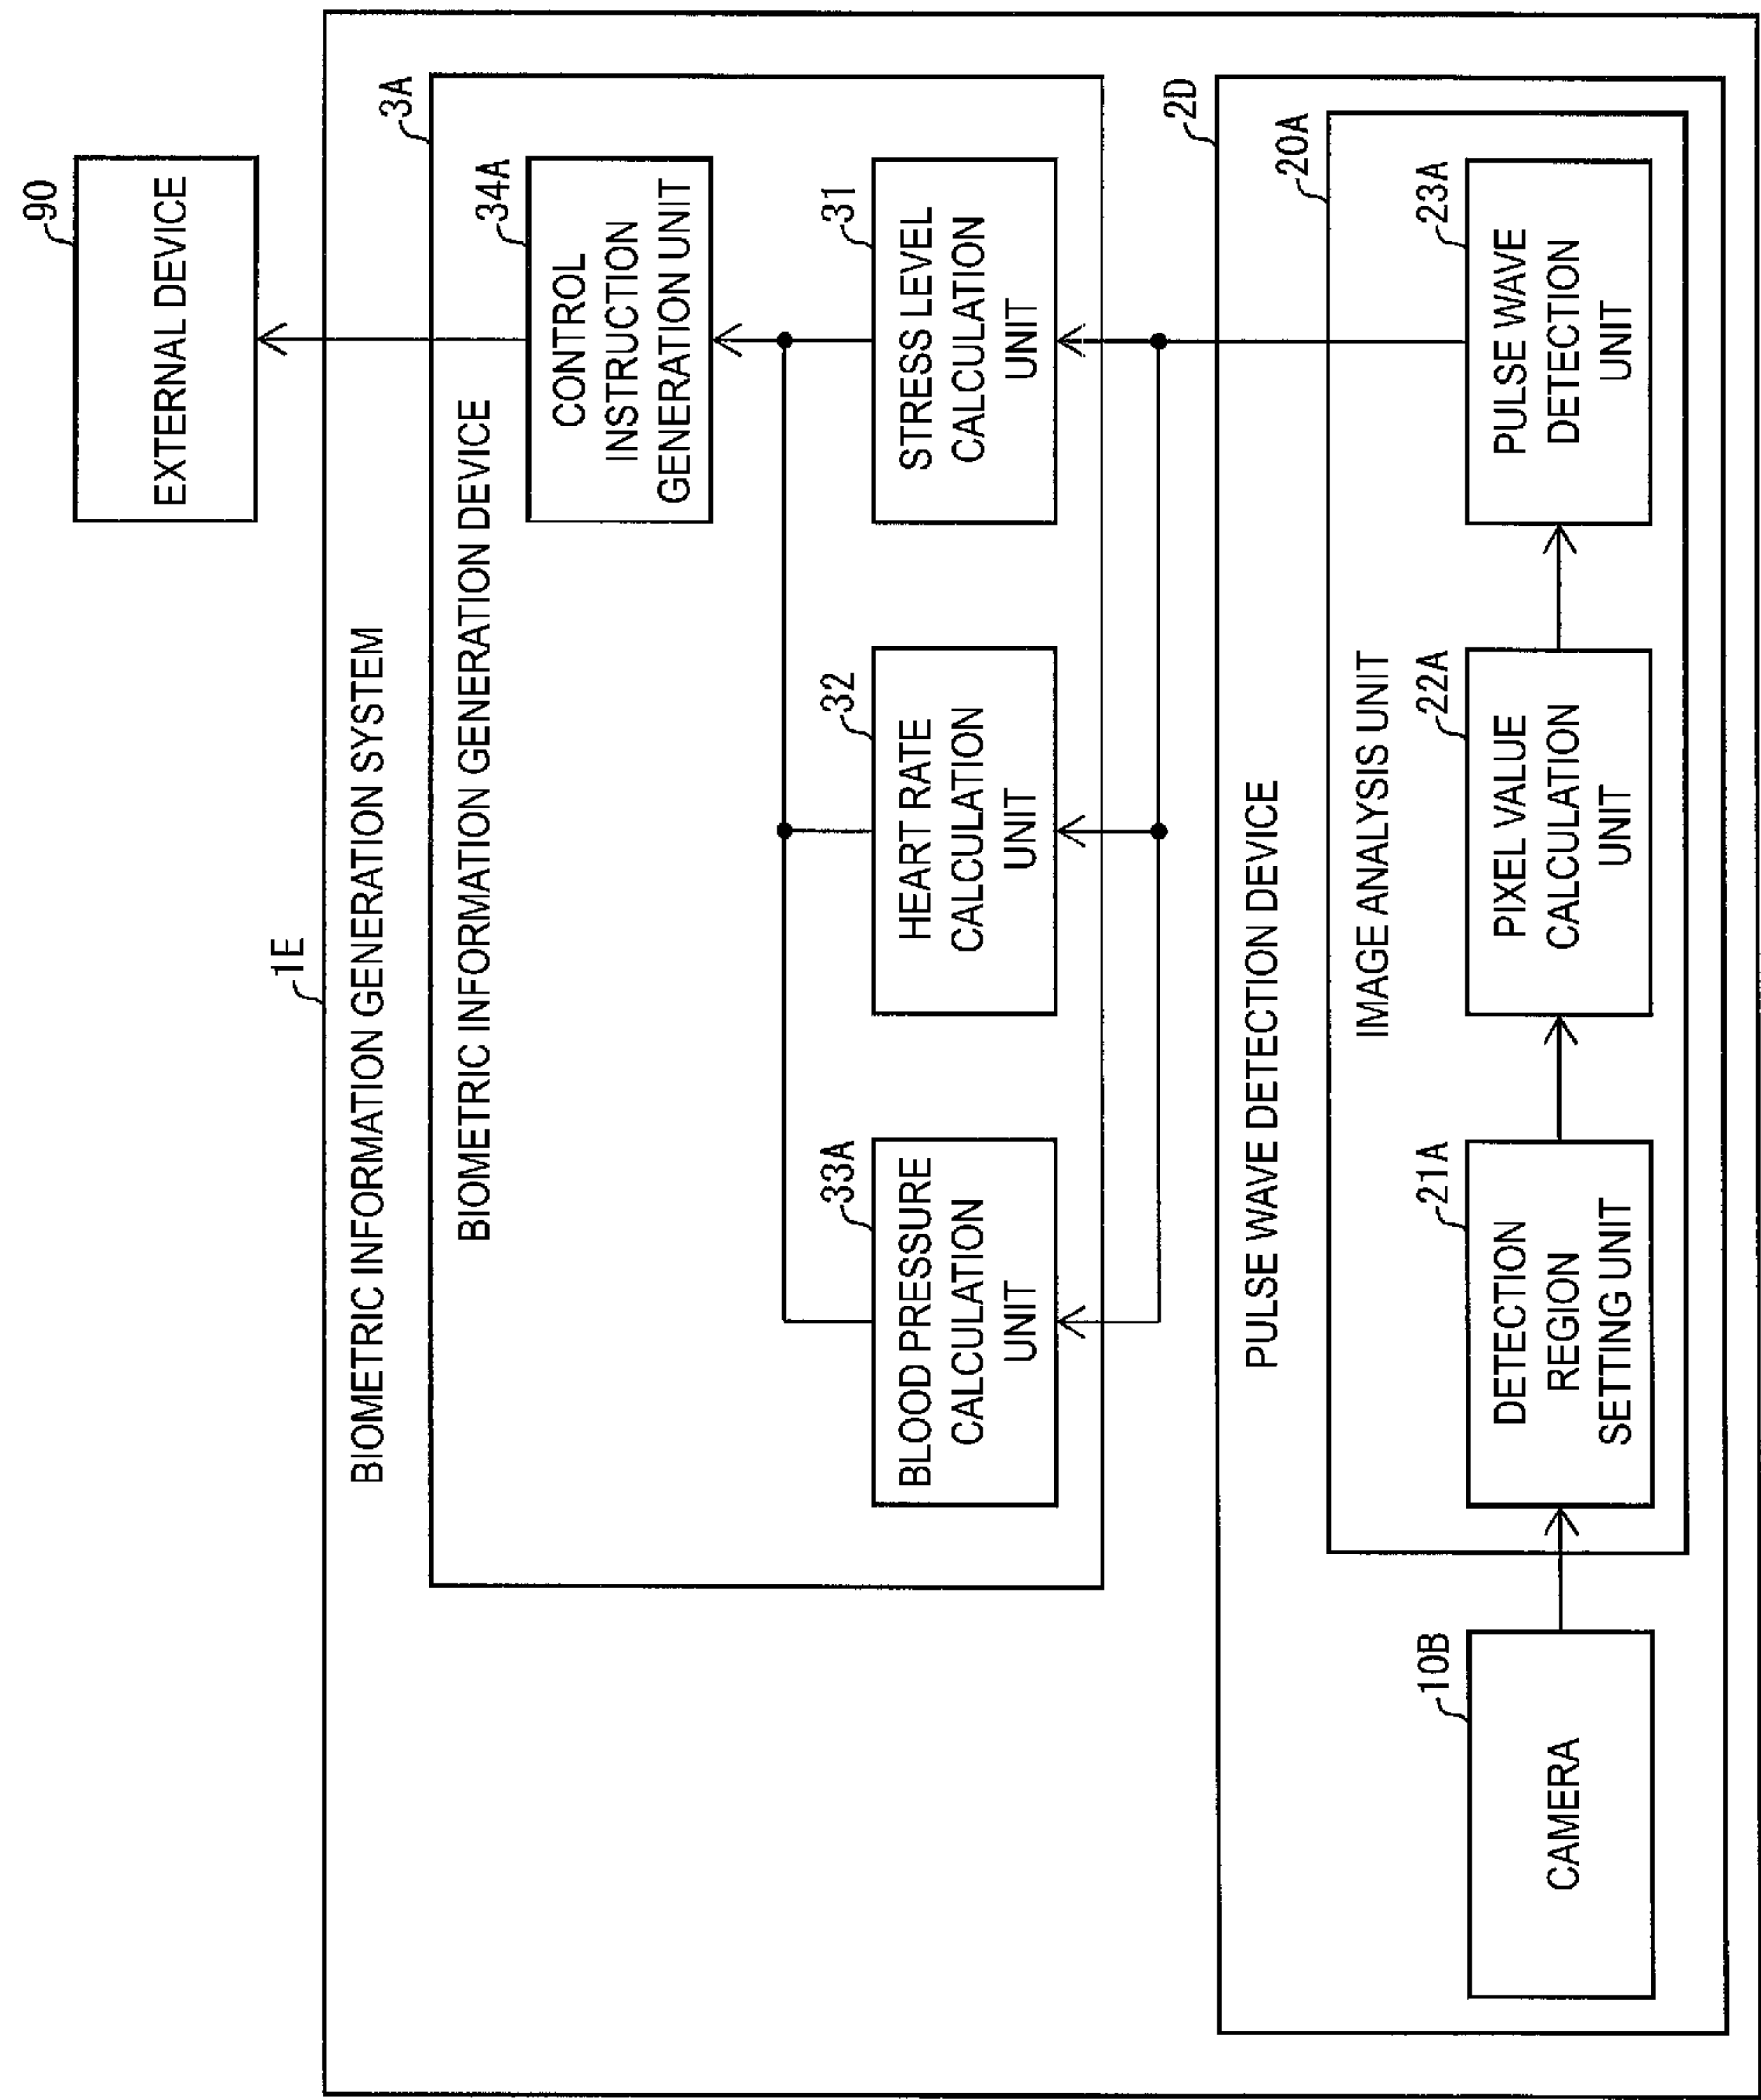 90
EXTERNAL DEVICE
1E
BIOMETRIC INFORMATION GENERATION SYSTEM
3A
BIOMETRIC INFORMATION GENERATION DEVICE
34A
CONTROL
INSTRUCTION
GENERATION UNIT
33A
BLOOD PRESSURE
CALCULATION
UNIT
32
HEART RATE
CALCULATION
UNIT
31
STRESS LEVEL
CALCULATION
UNIT
2D
PULSE WAVE DETECTION DEVICE
20A
IMAGE ANALYSIS UNIT
10B
CAMERA
21A
DETECTION
REGION
SETTING UNIT
22A
PIXEL VALUE
CALCULATION
UNIT
23A
PULSE WAVE
DETECTION
UNIT